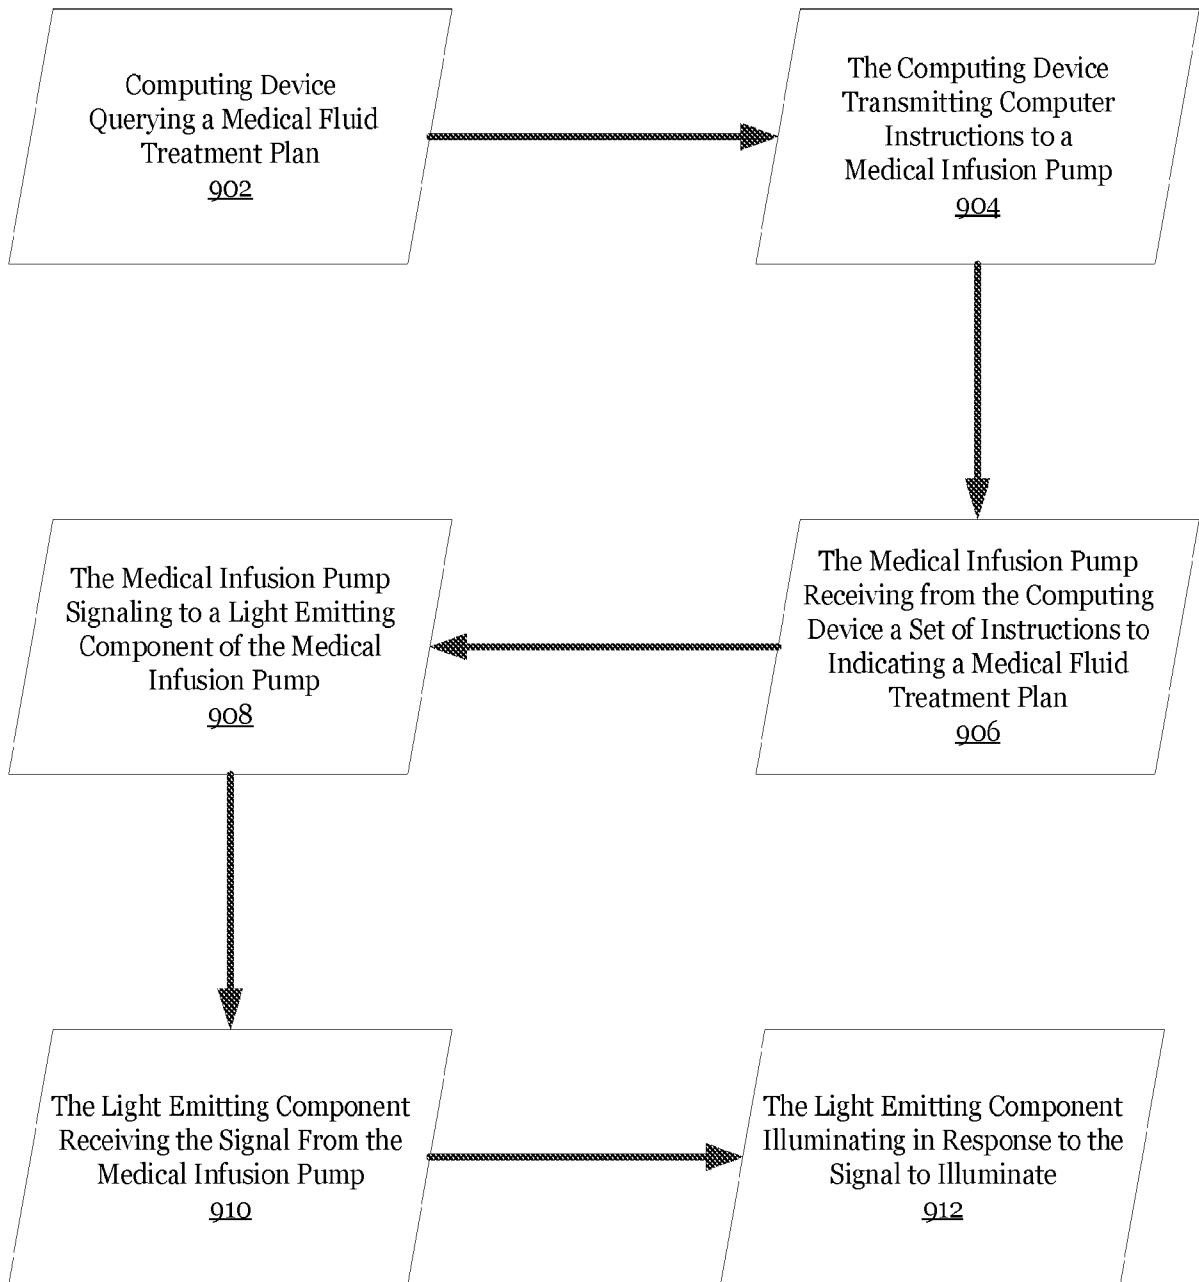 Computing Device
Querying a Medical Fluid
Treatment Plan
902
The Computing Device
Transmitting Computer
Instructions to a
Medical Infusion Pump
904
The Medical Infusion Pump
Receiving from the Computing
Device a Set of Instructions to
Indicating a Medical Fluid
Treatment Plan
906
The Medical Infusion Pump
Signaling to a Light Emitting
Component of the Medical
Infusion Pump
908
The Light Emitting Component
Receiving the Signal From the
Medical Infusion Pump
910
The Light Emitting Component
Illuminating in Response to the
Signal to Illuminate
912